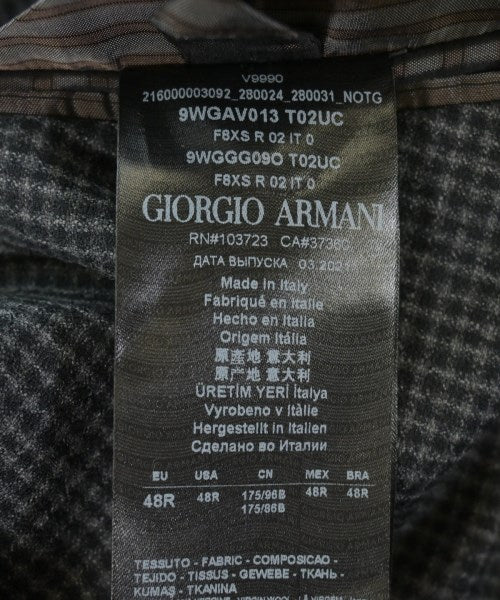 V9990
216000003092_280024_280031_NOTG
9WGAV013 T02UC
F8XS R 02 IT 0
9WGGG09O T02UC
F8XS R 02 IT 0
GIORGIO ARMANI
RN#103723 CA#37360
ДАТА ВЫПУСКА 03.2021
Made in Italy
Fabriqué en Italie
Hecho en Italia
Origem Itália
原產地 意大利
原产地 意大利
ÜRETİM YERİ İtalya
Vyrobeno v Itàlie
Hergestellt in Italien
Сделано во Италии
EU USA CN MEX BRA
48R 48R 175/96B 48R 48R
175/86B
TESSUTO - FABRIC - COMPOSICAO -
TEJIDO - TISSUS - GEWEBE - ТКАНЬ -
KUMAŞ - TKANINA